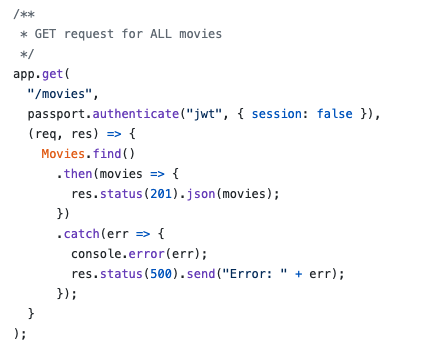 /**
 * GET request for ALL movies
 */
app.get(
  "/movies",
  passport.authenticate("jwt", { session: false }),
  (req, res) => {
    Movies.find()
      .then(movies => {
        res.status(201).json(movies);
      })
      .catch(err => {
        console.error(err);
        res.status(500).send("Error: " + err);
      });
  }
);